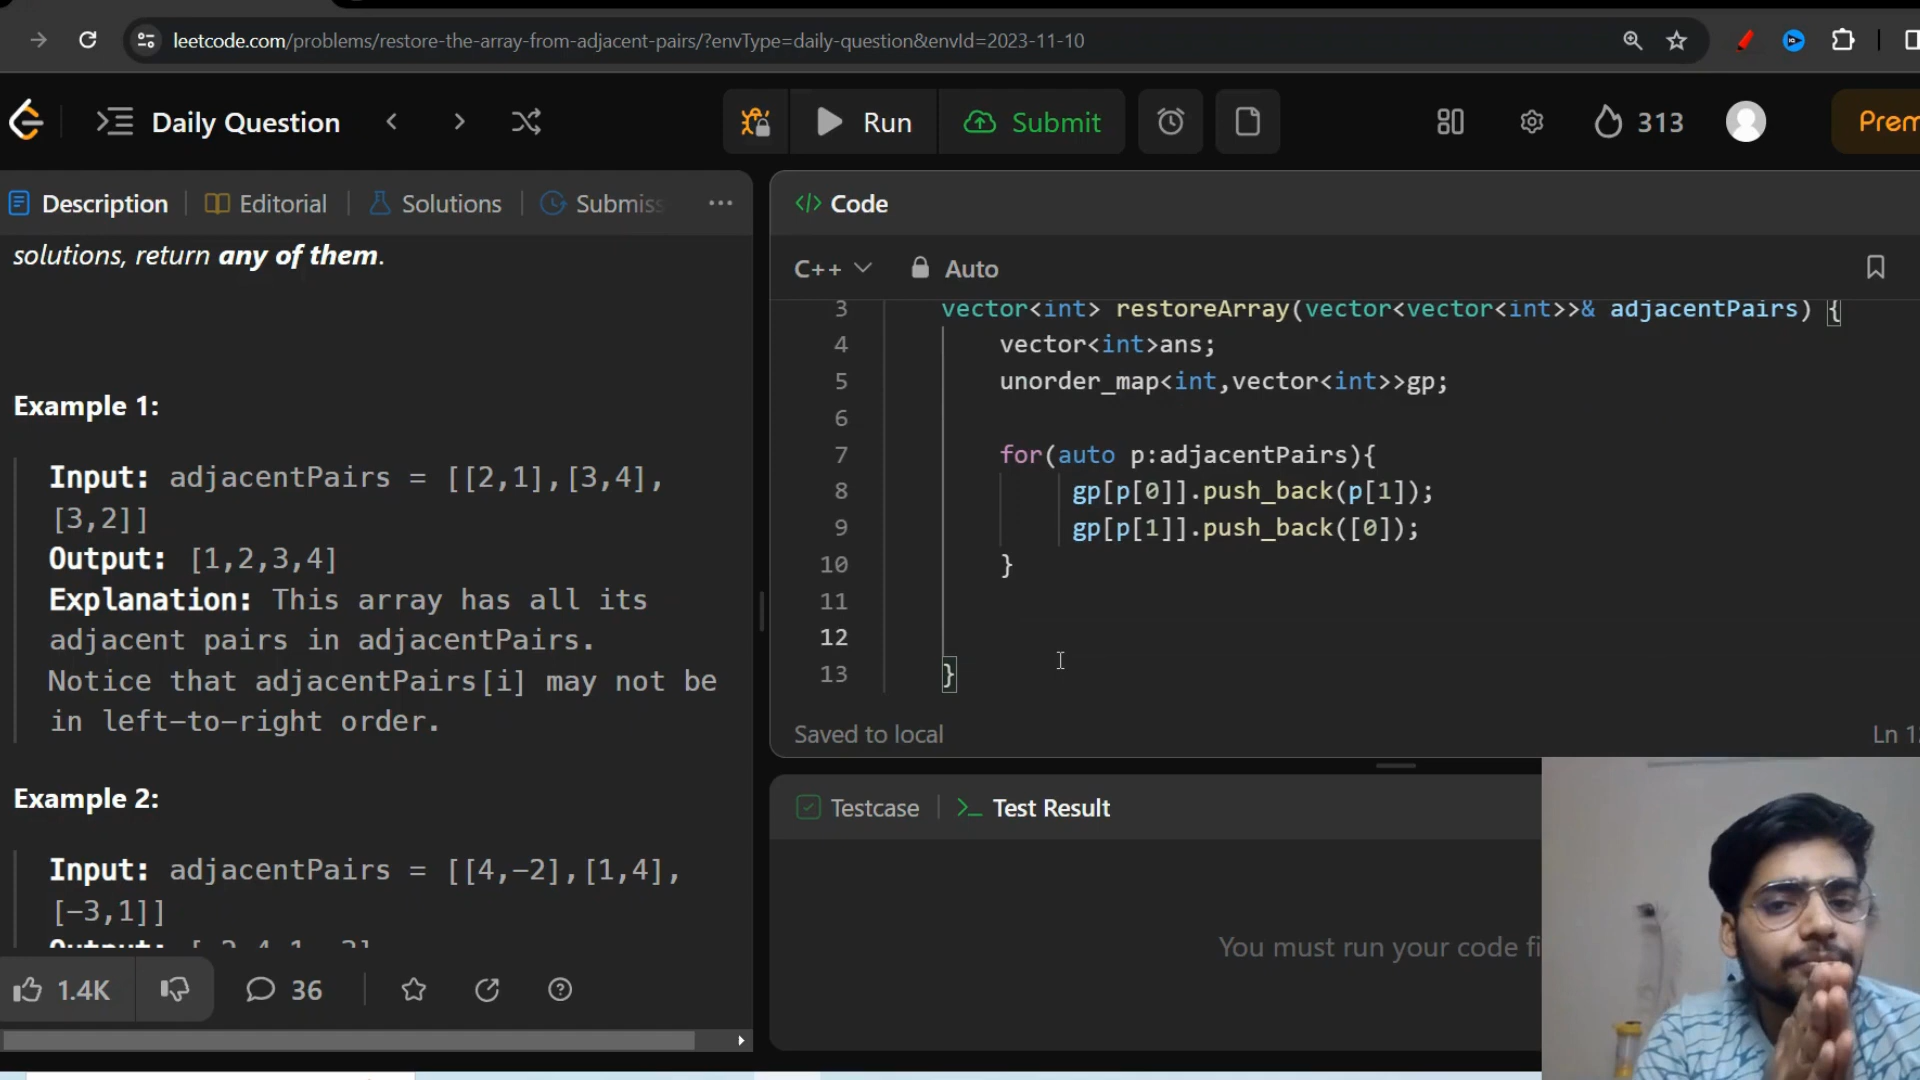 leetcode.com/problems/restore-the-array-from-adjacent-pairs/?envType=daily-question&envId=2023-11-10
Daily Question
Run
Submit
313
Prem
Description
Editorial
Solutions
Submiss
solutions, return any of them.
Example 1:
Input: adjacentPairs = [[2,1],[3,4],
[3,2]]
Output: [1,2,3,4]
Explanation: This array has all its
adjacent pairs in adjacentPairs.
Notice that adjacentPairs[i] may not be
in left-to-right order.
Example 2:
Input: adjacentPairs = [[4,-2],[1,4],
[-3,1]]
1.4K
36
</> Code
C++
Auto
3 vector<int> restoreArray(vector<vector<int>>& adjacentPairs) {
4 vector<int>ans;
5 unorder_map<int,vector<int>>gp;
6
7 for(auto p:adjacentPairs){
8 gp[p[0]].push_back(p[1]);
9 gp[p[1]].push_back([0]);
10 }
11
12
13 }
Saved to local
Ln 1
Testcase
>_ Test Result
You must run your code fi